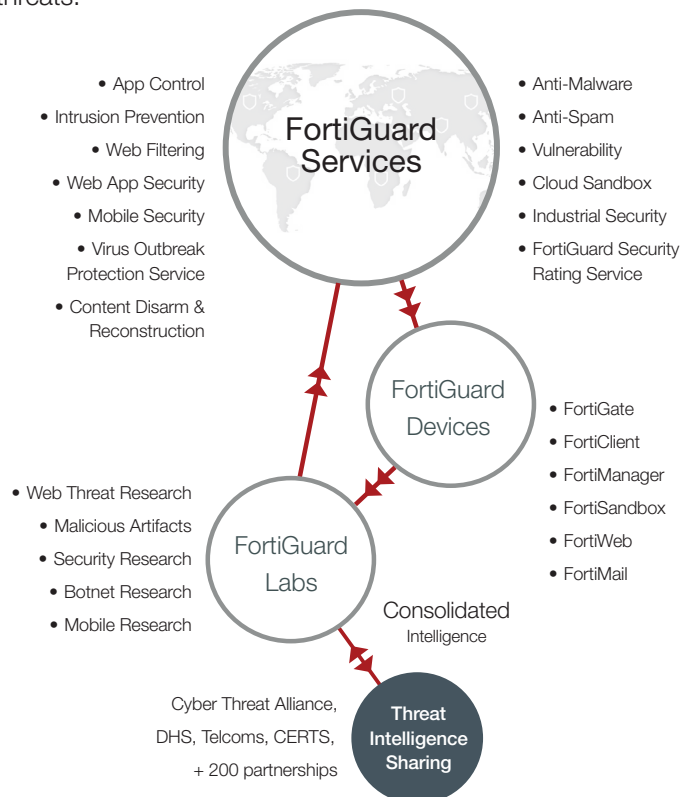 threats.
• App Control
• Intrusion Prevention
• Web Filtering
• Web App Security
• Mobile Security
• Virus Outbreak
Protection Service
• Content Disarm &
Reconstruction
FortiGuard
Services
• Anti-Malware
• Anti-Spam
• Vulnerability
• Cloud Sandbox
• Industrial Security
• FortiGuard Security
Rating Service
FortiGuard
Devices
• FortiGate
• FortiClient
• FortiManager
• FortiSandbox
• FortiWeb
• FortiMail
• Web Threat Research
• Malicious Artifacts
• Security Research
• Botnet Research
• Mobile Research
FortiGuard
Labs
Consolidated
Intelligence
Cyber Threat Alliance,
DHS, Telcoms, CERTS,
+ 200 partnerships
Threat
Intelligence
Sharing